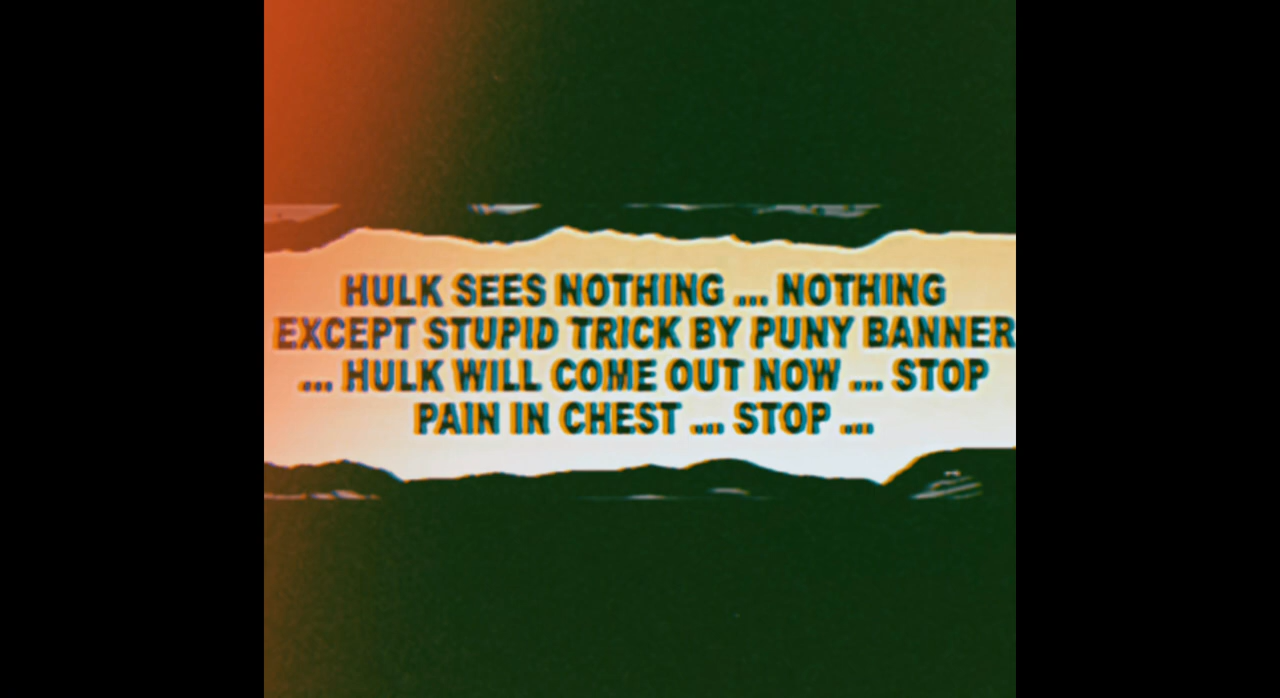 HULK SEES NOTHING ... NOTHING
EXCEPT STUPID TRICK BY PUNY BANNER
... HULK WILL COME OUT NOW ... STOP
PAIN IN CHEST ... STOP ...